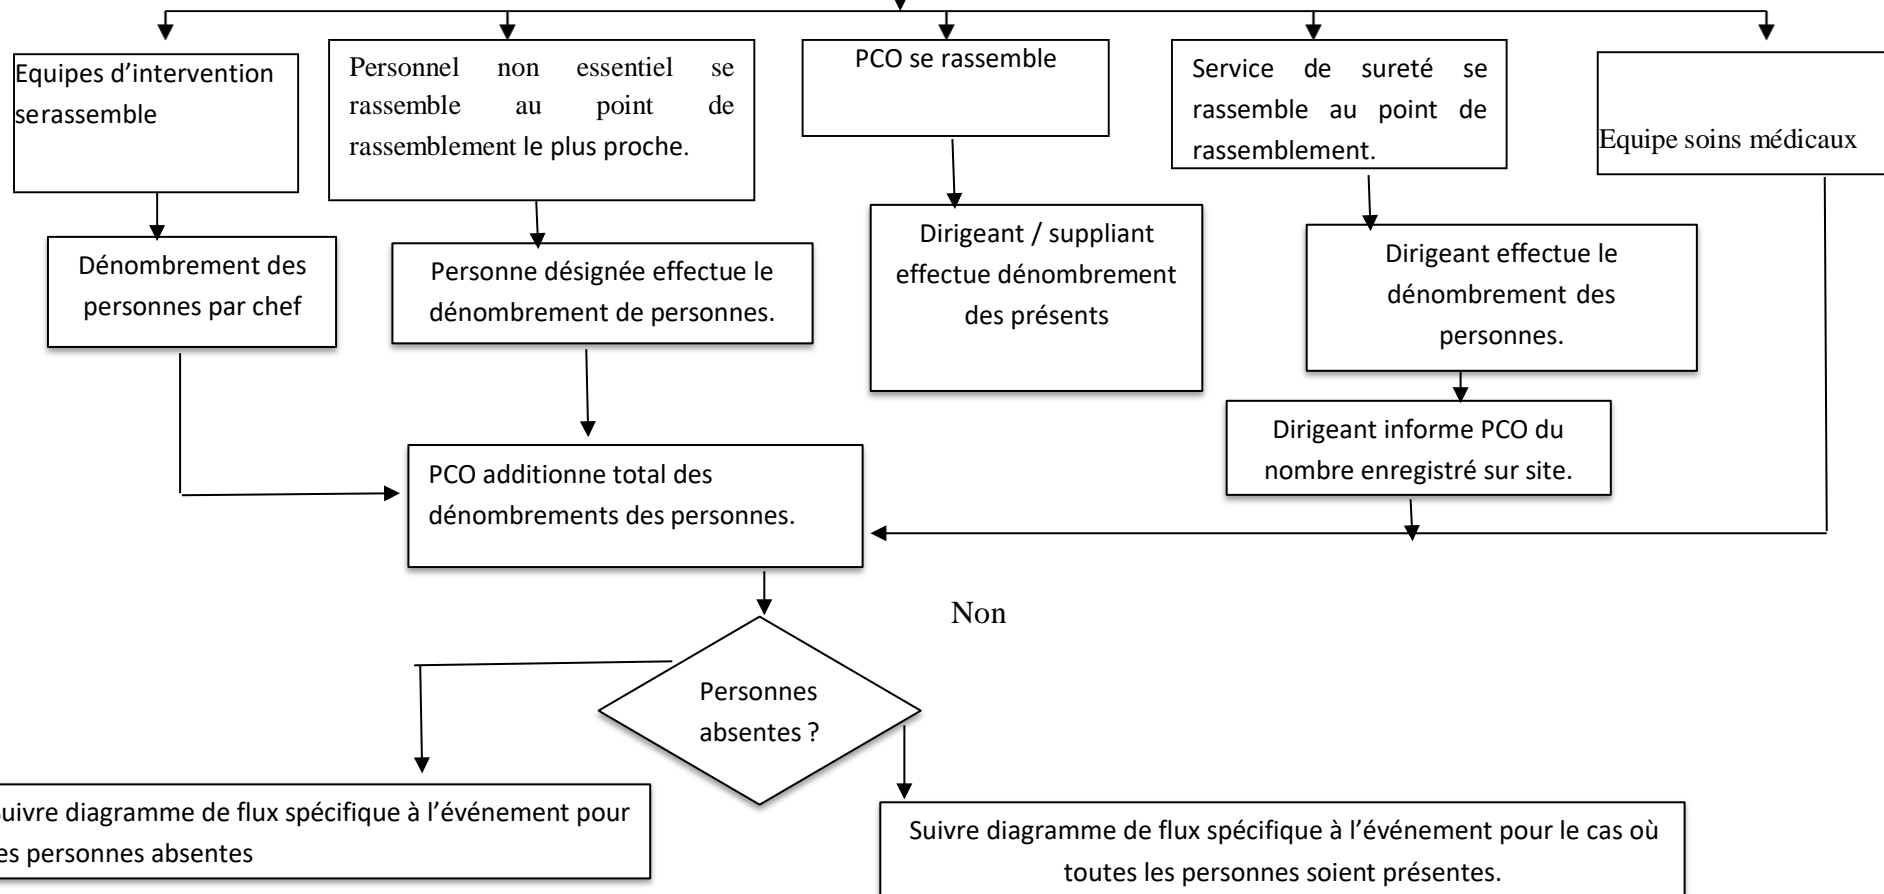 Equipes d’intervention
serassemble
Personnel non essentiel se
rassemble au point de
rassemblement le plus proche.
PCO se rassemble
Service de sureté se
rassemble au point de
rassemblement.
Equipe soins médicaux
Dénombrement des
personnes par chef
Personne désignée effectue le
dénombrement de personnes.
Dirigeant / suppliant
effectue dénombrement
des présents
Dirigeant effectue le
dénombrement des
personnes.
Dirigeant informe PCO du
nombre enregistré sur site.
PCO additionne total des
dénombrements des personnes.
Non
Personnes
absentes ?
uivre diagramme de flux spécifique à l’événement pour
es personnes absentes
Suivre diagramme de flux spécifique à l’événement pour le cas où
toutes les personnes soient présentes.